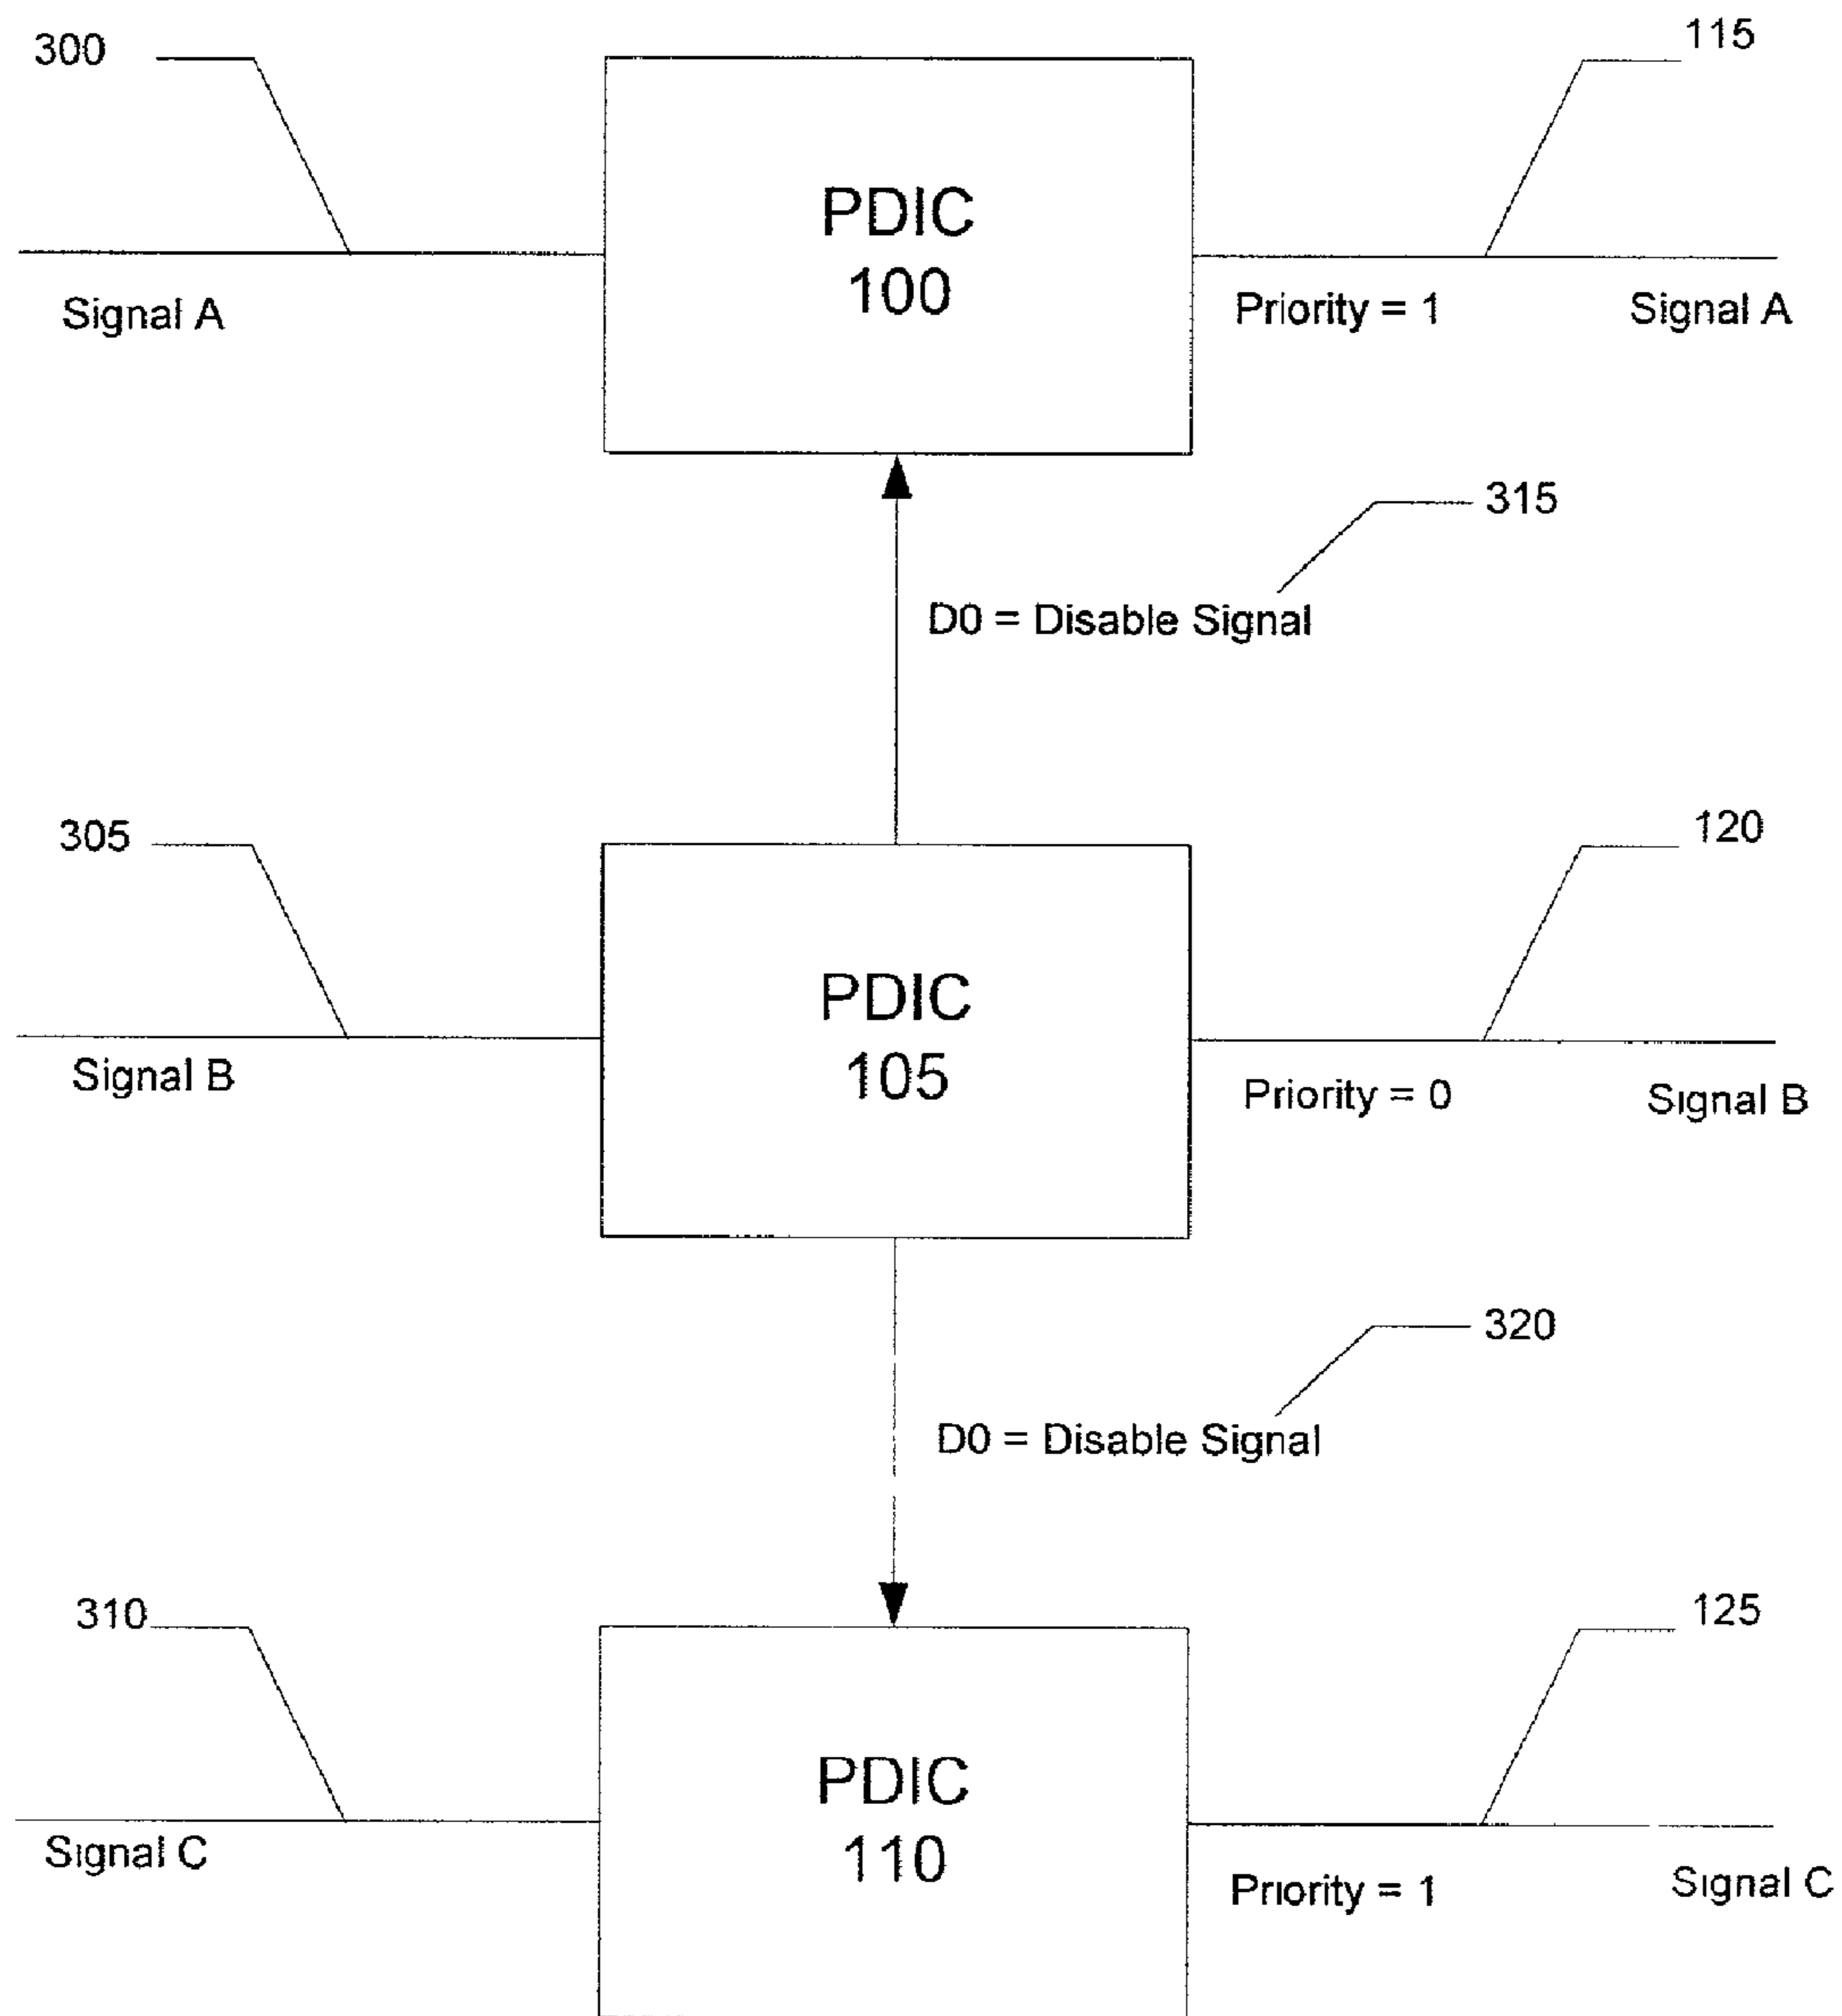 300
115
PDIC
100
Signal A
Priority = 1
Signal A
315
D0 = Disable Signal
305
120
PDIC
105
Signal B
Priority = 0
Signal B
320
D0 = Disable Signal
310
125
PDIC
110
Signal C
Priority = 1
Signal C